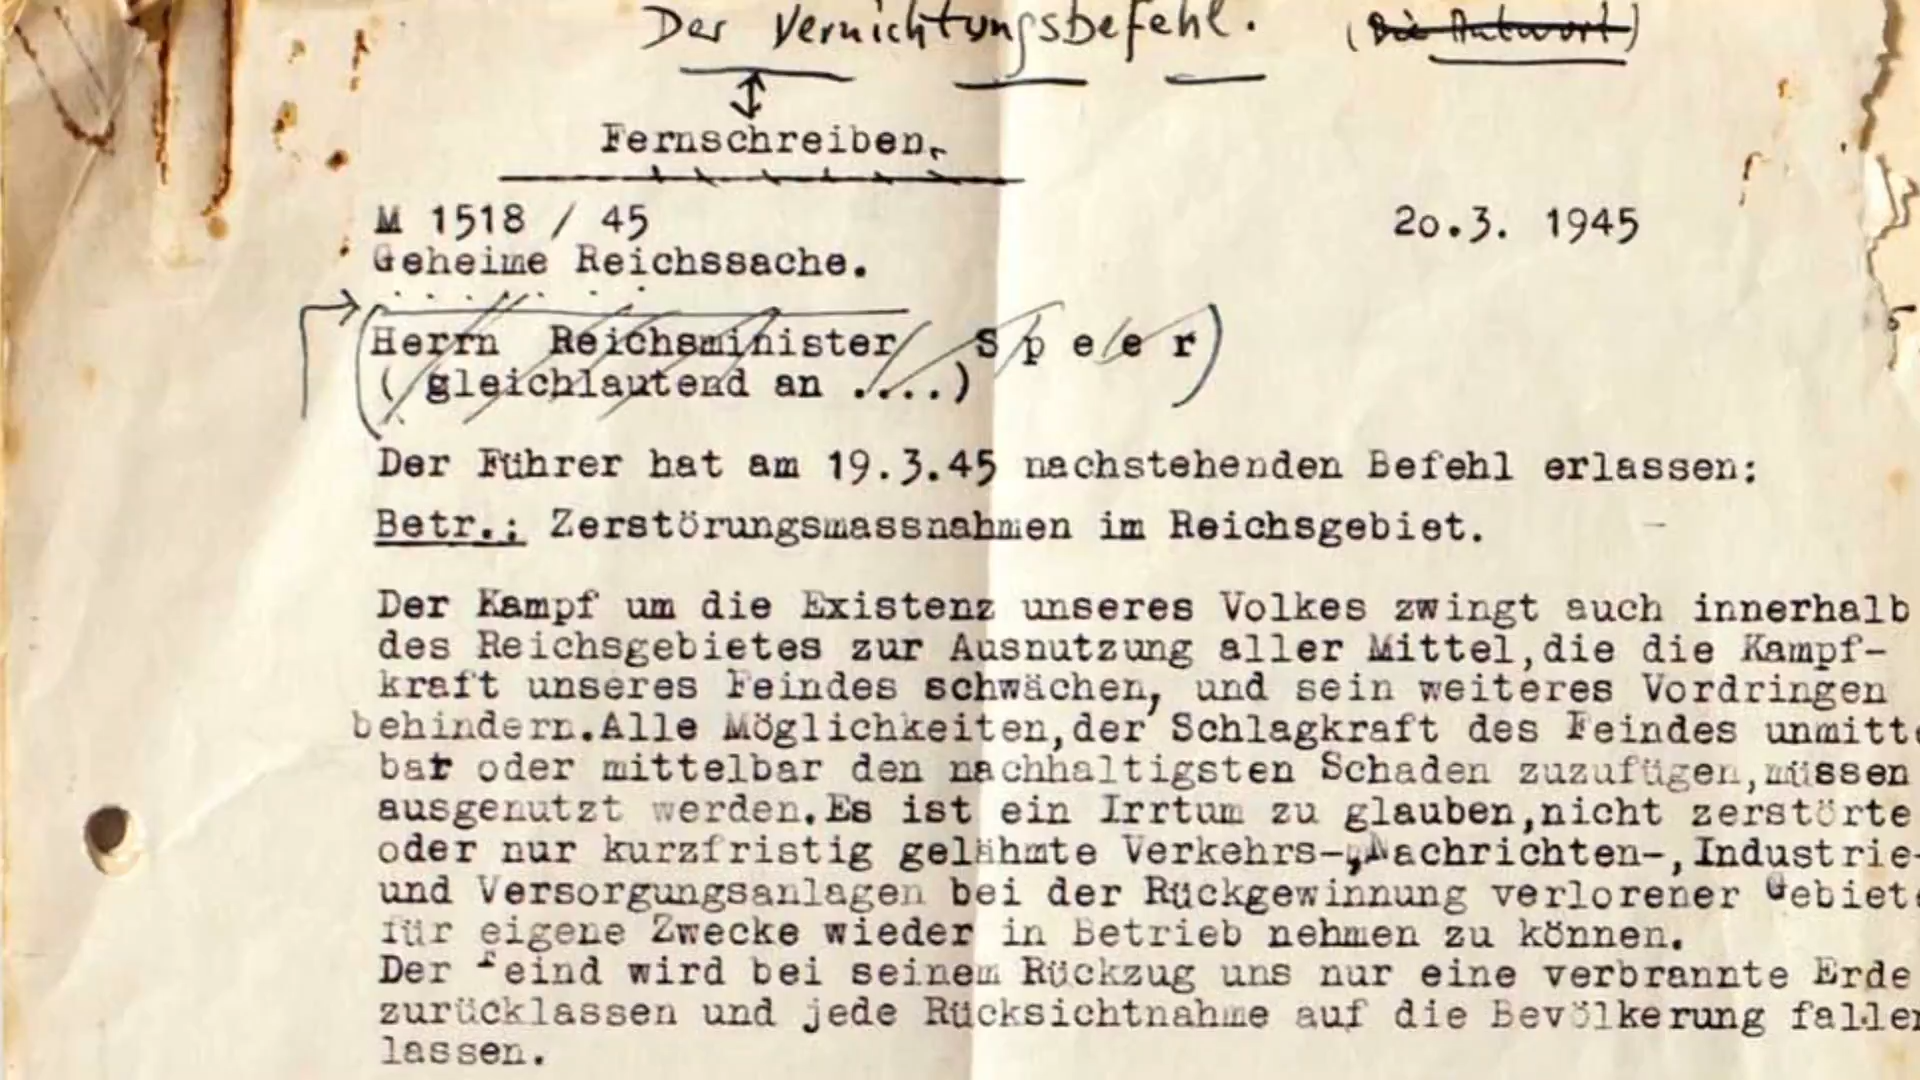 Der Vernichtungsbefehl. (Die Antwort)
Fernschreiben.
M 1518 / 45 20.3. 1945
Geheime Reichssache.
Herrn Reichsminister S p e e r
( gleichlautend an ....)
Der Führer hat am 19.3.45 nachstehenden Befehl erlassen:
Betr.: Zerstörungsmassnahmen im Reichsgebiet.
Der Kampf um die Existenz unseres Volkes zwingt auch innerhalb
des Reichsgebietes zur Ausnutzung aller Mittel,die die Kampf-
kraft unseres Feindes schwächen, und sein weiteres Vordringen
behindern.Alle Möglichkeiten,der Schlagkraft des Feindes unmitte
bar oder mittelbar den nachhaltigsten Schaden zuzufügen,müssen
ausgenutzt werden.Es ist ein Irrtum zu glauben,nicht zerstörte
oder nur kurzfristig gelähmte Verkehrs-,Nachrichten-,Industrie-
und Versorgungsanlagen bei der Rückgewinnung verlorener Gebiete
für eigene Zwecke wieder in Betrieb nehmen zu können.
Der Feind wird bei seinem Rückzug uns nur eine verbrannte Erde
zurücklassen und jede Rücksichtnahme auf die Bevölkerung fallen
lassen.